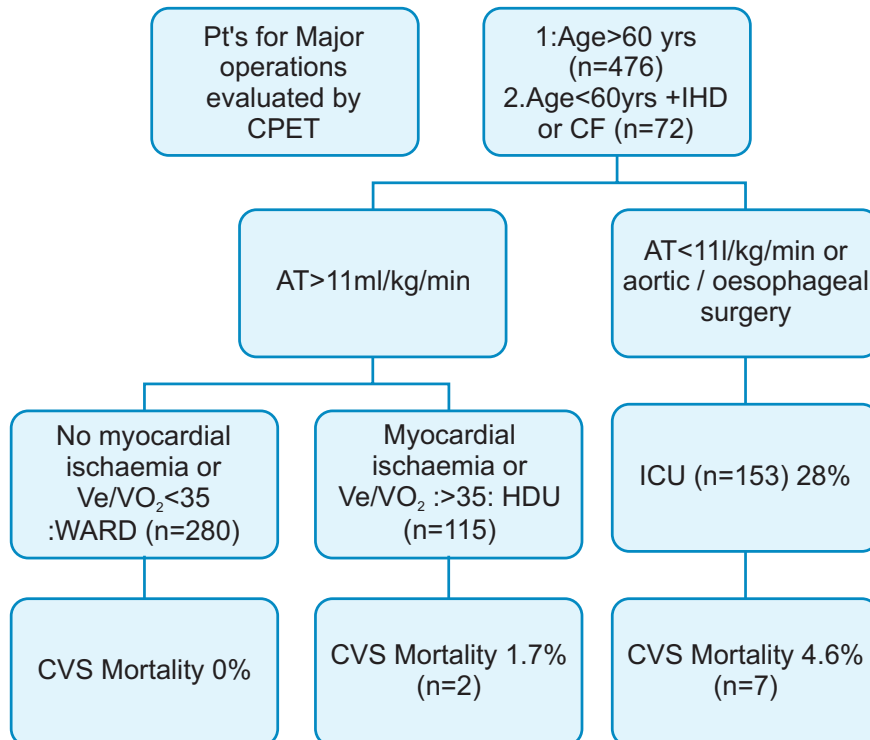 Pt's for Major
operations
evaluated by
CPET
1:Age>60 yrs
(n=476)
2.Age<60yrs +IHD
or CF (n=72)
AT>11ml/kg/min
AT<11l/kg/min or
aortic / oesophageal
surgery
No myocardial
ischaemia or
Ve/VO₂<35
:WARD (n=280)
Myocardial
ischaemia or
Ve/VO₂ :>35: HDU
(n=115)
ICU (n=153) 28%
CVS Mortality 0%
CVS Mortality 1.7%
(n=2)
CVS Mortality 4.6%
(n=7)